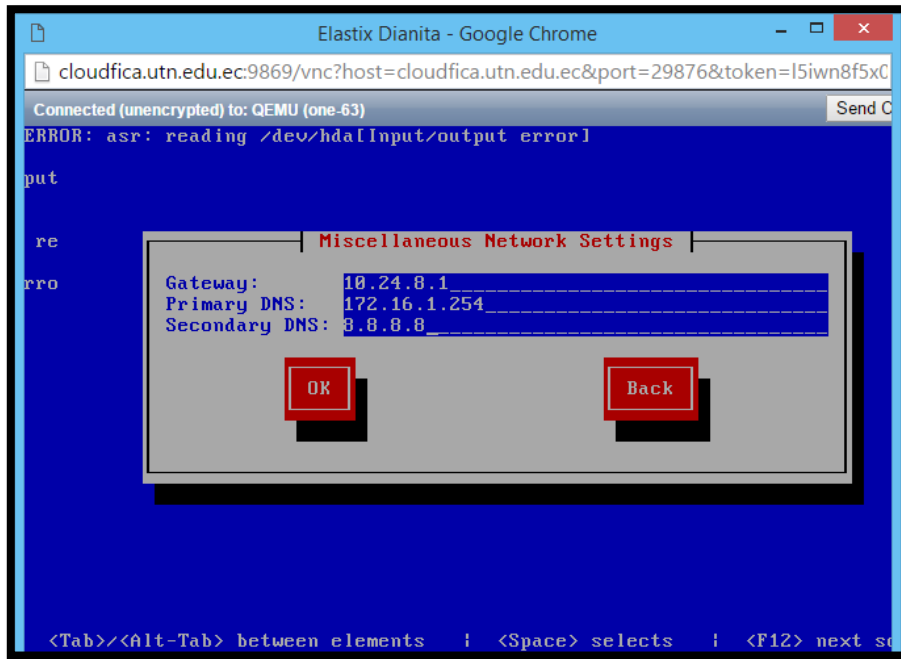 Elastix Dianita - Google Chrome
cloudfica.utn.edu.ec:9869/vnc?host=cloudfica.utn.edu.ec&port=29876&token=l5iwn8f5x0
Connected (unencrypted) to: QEMU (one-63)
Send C
ERROR: asr: reading /dev/hda[Input/output error]
put
re
rro
Miscellaneous Network Settings
Gateway: 10.24.8.1
Primary DNS: 172.16.1.254
Secondary DNS: 8.8.8.8
OK Back
<Tab>/<Alt-Tab> between elements | <Space> selects | <F12> next sc